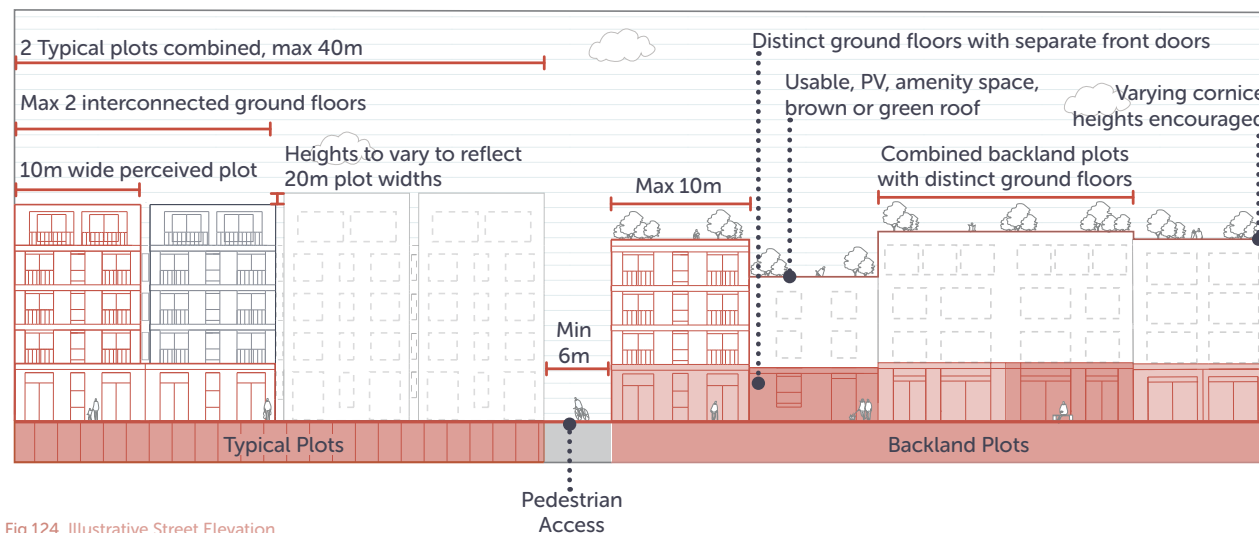 2 Typical plots combined, max 40m
Distinct ground floors with separate front doors
Usable, PV, amenity space,
brown or green roof
Varying cornice
heights encouraged
Max 2 interconnected ground floors
Heights to vary to reflect
20m plot widths
Combined backland plots
with distinct ground floors
10m wide perceived plot
Max 10m
Min
6m
Typical Plots
Backland Plots
Pedestrian
Access
Fig 124 Illustrative Street Elevation